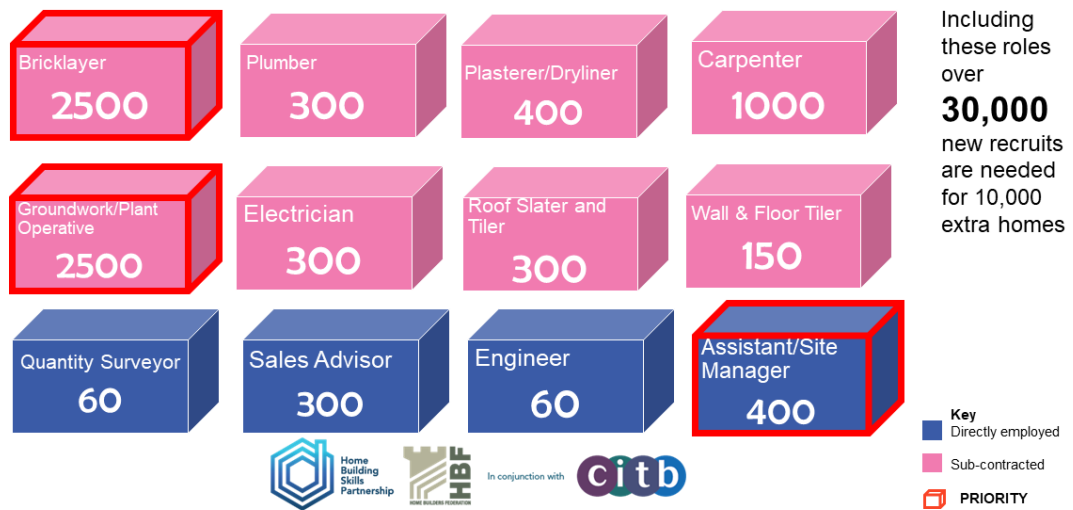 Bricklayer
2500
Plumber
300
Plasterer/Dryliner
400
Carpenter
1000
Including
these roles
over
30,000
new recruits
are needed
for 10,000
extra homes
Groundwork/Plant
Operative
2500
Electrician
300
Roof Slater and
Tiler
300
Wall & Floor Tiler
150
Quantity Surveyor
60
Sales Advisor
300
Engineer
60
Assistant/Site
Manager
400
Key
Directly employed
Sub-contracted
PRIORITY
Home
Building
Skills
Partnership
HBF
HOME BUILDERS FEDERATION
In conjunction with
citb